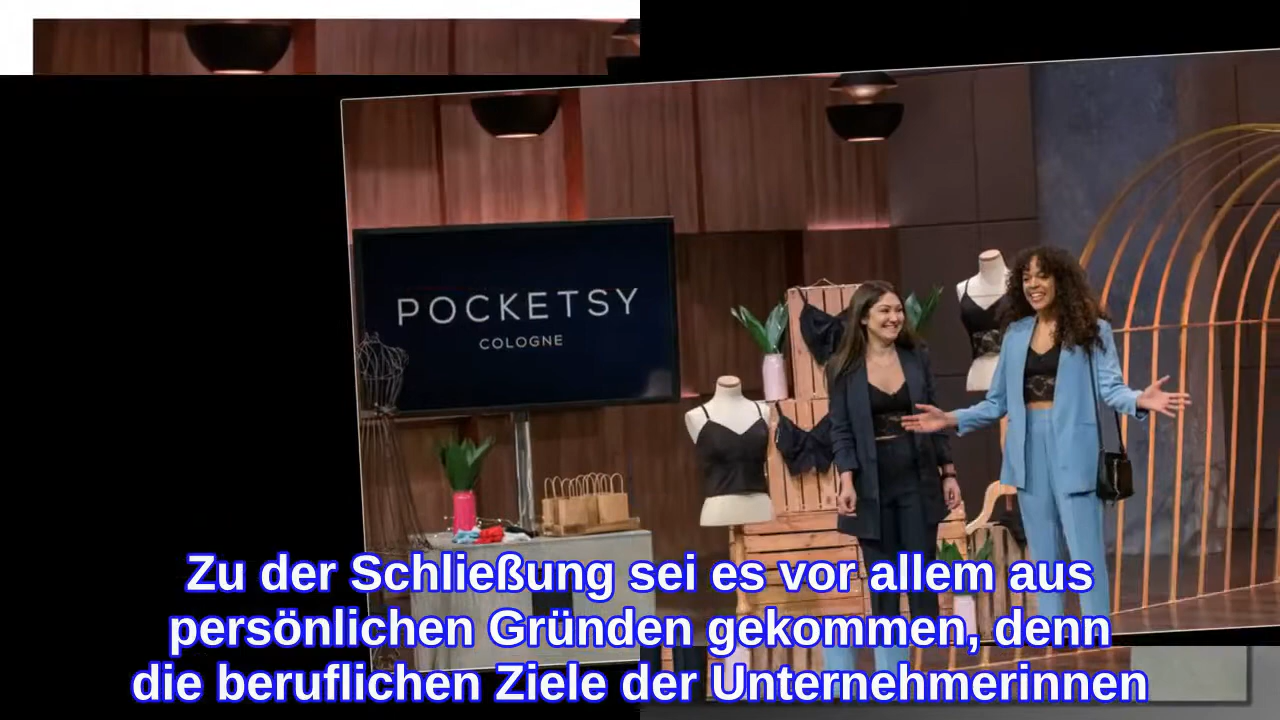 POCKETSY
COLOGNE
Zu der Schließung sei es vor allem aus
persönlichen Gründen gekommen, denn
die beruflichen Ziele der Unternehmerinnen